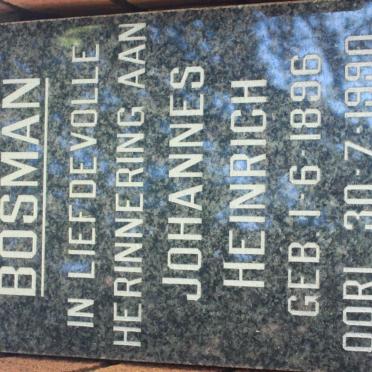 BOSMAN
IN LIEFDEVOLLE
HERINNERING AAN
JOHANNES
HEINRICH
GEB 1-6-1896
OORL 30-7-1990